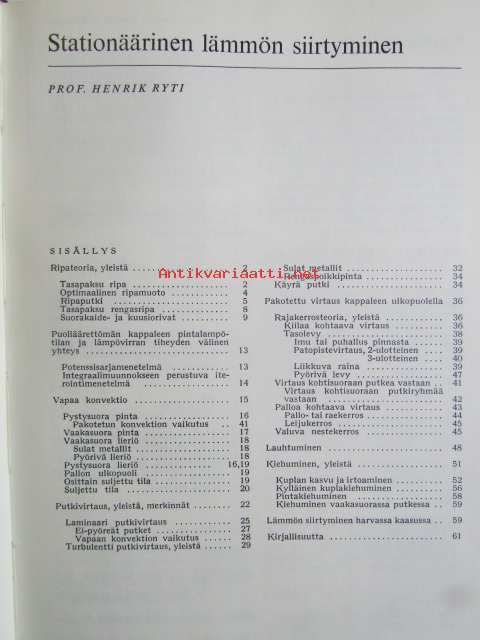 Stationäärinen lämmön siirtyminen
PROF. HENRIK RYTI
SISÄLLYS
Ripateoria, yleistä ..................... 2
Tasapaksu ripa ..................... 2
Optimaalinen ripamuoto ........... 4
Ripaputki ........................... 5
Tasapaksu rengasripa .............. 8
Suorakaide- ja kuusiorivat ......... 9
Puoliäärettömän kappaleen pintalämpö-
tilan ja lämpövirran tiheyden välinen
yhteys ............................. 13
Potenssisarjamenetelmä ............ 13
Integraalimuunnokseen perustuva ite-
rointimenetelmä ................. 14
Vapaa konvektio ..................... 15
Pystysuora pinta ................... 16
Pakotetun konvektion vaikutus .. 41
Vaakasuora pinta ................... 17
Vaakasuora lieriö .................. 18
Sulat metallit ................... 18
Pyörivä lieriö ................... 18
Pystysuora lieriö ................ 16,19
Pallon ulkopuoli ................... 19
Osittain suljettu tila .............. 19
Suljettu tila ....................... 20
Putkivirtaus, yleistä, merkinnät ....... 22
Laminaari putkivirtaus ............ 25
Ei-pyöreät putket ................ 27
Vapaan konvektion vaikutus ..... 28
Turbulentti putkivirtaus, yleistä ..... 29
Sulat metallit ................... 32
Rengaspoikkipinta ................ 34
Käyrä putki ....................... 34
Pakotettu virtaus kappaleen ulkopuolella 36
Rajakerrosteoria, yleistä ........... 36
Kiilaa kohtaava virtaus .......... 36
Tasolevy ......................... 38
Imu tai puhallus pinnasta ...... 39
Patopistevirtaus, 2-ulotteinen .... 39
3-ulotteinen .... 40
Liikkuva raina .................. 39
Pyörivä levy .................... 47
Virtaus kohtisuoraan putkea vastaan .. 41
Virtaus kohtisuoraan putkiryhmää
vastaan ........................ 42
Palloa kohtaava virtaus ............. 43
Pallo- tai raekerros ............... 44
Leijukerros ....................... 45
Valuva nestekerros ................. 45
Lauhtuminen ......................... 48
Kiehuminen, yleistä ................... 51
Kuplan kasvu ja irtoaminen ......... 52
Kylläinen kuplakiehuminen ......... 56
Pintakiehuminen ................... 58
Kiehuminen vaakasuorassa putkessa .. 59
Lämmön siirtyminen harvassa kaasussa .. 59
Kirjallisuutta ....................... 61
Antikvariaatti.net